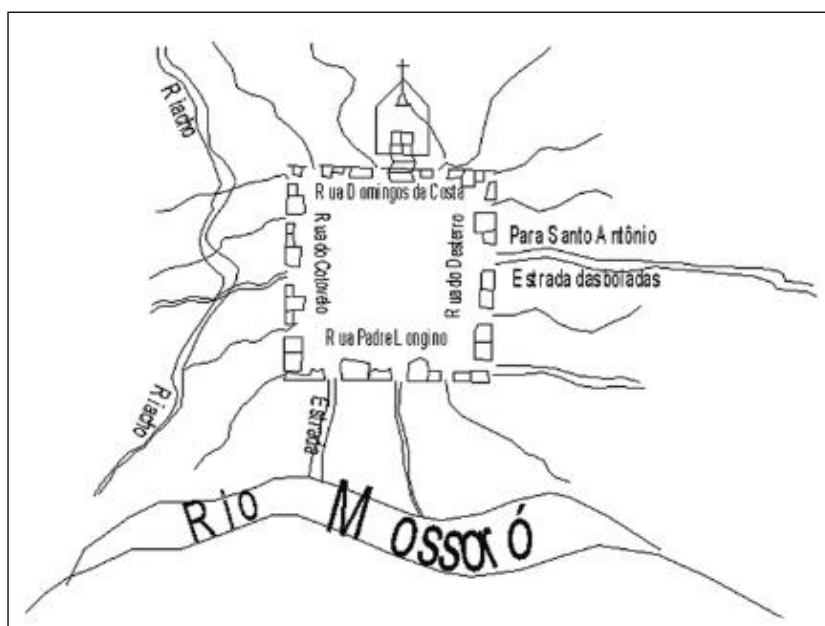 Riacho
Rua Domingos da Costa
Rua do Cotovelo
Rua do Desterro
Para Santo Antônio
Estrada das boiadas
Rua Padre Longino
Riacho
Estrada
Rio Mossoró